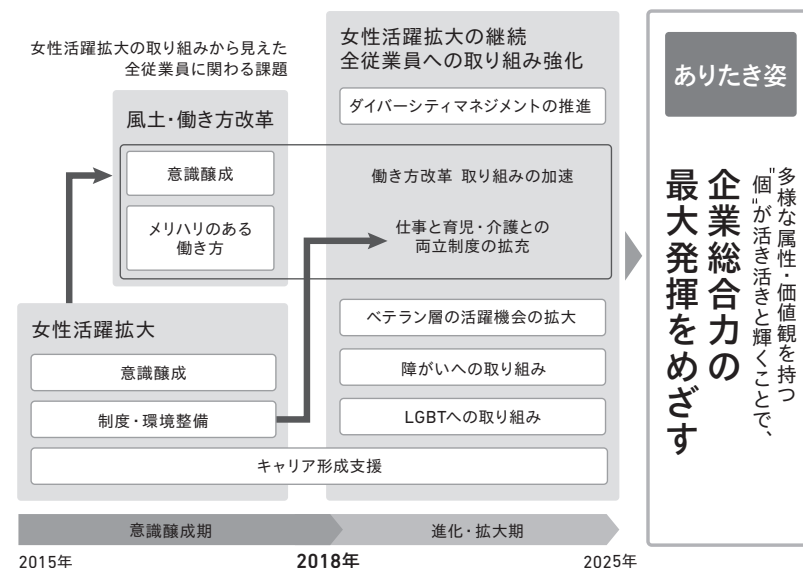 女性活躍拡大の取り組みから見えた
全従業員に関わる課題
風土・働き方改革
意識醸成
メリハリのある
働き方
女性活躍拡大
意識醸成
制度・環境整備
女性活躍拡大の継続
全従業員への取り組み強化
ダイバーシティマネジメントの推進
働き方改革 取り組みの加速
仕事と育児・介護との
両立制度の拡充
ベテラン層の活躍機会の拡大
障がいへの取り組み
LGBTへの取り組み
キャリア形成支援
意識醸成期
進化・拡大期
2015年
2018年
2025年
ありたき姿
多様な属性・価値観を持つ
"個"が活き活きと輝くことで、
企業総合力の
最大発揮をめざす